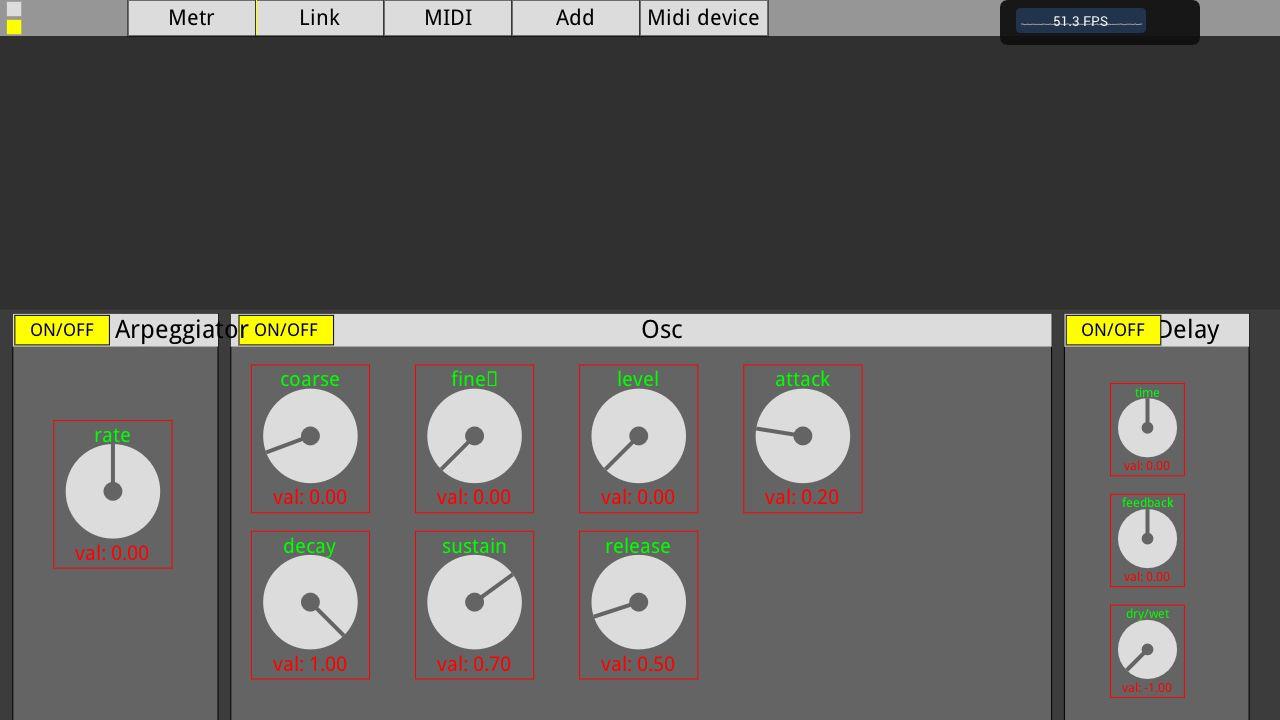 Metr
Link
MIDI
Add
Midi device
51.3 FPS
ON/OFF
Arpeggiator
ON/OFF
Osc
ON/OFF
Delay
rate
val: 0.00
coarse
val: 0.00
fine
val: 0.00
level
val: 0.00
attack
val: 0.20
decay
val: 1.00
sustain
val: 0.70
release
val: 0.50
time
val: 0.00
feedback
val: 0.00
dry/wet
val: -1.00